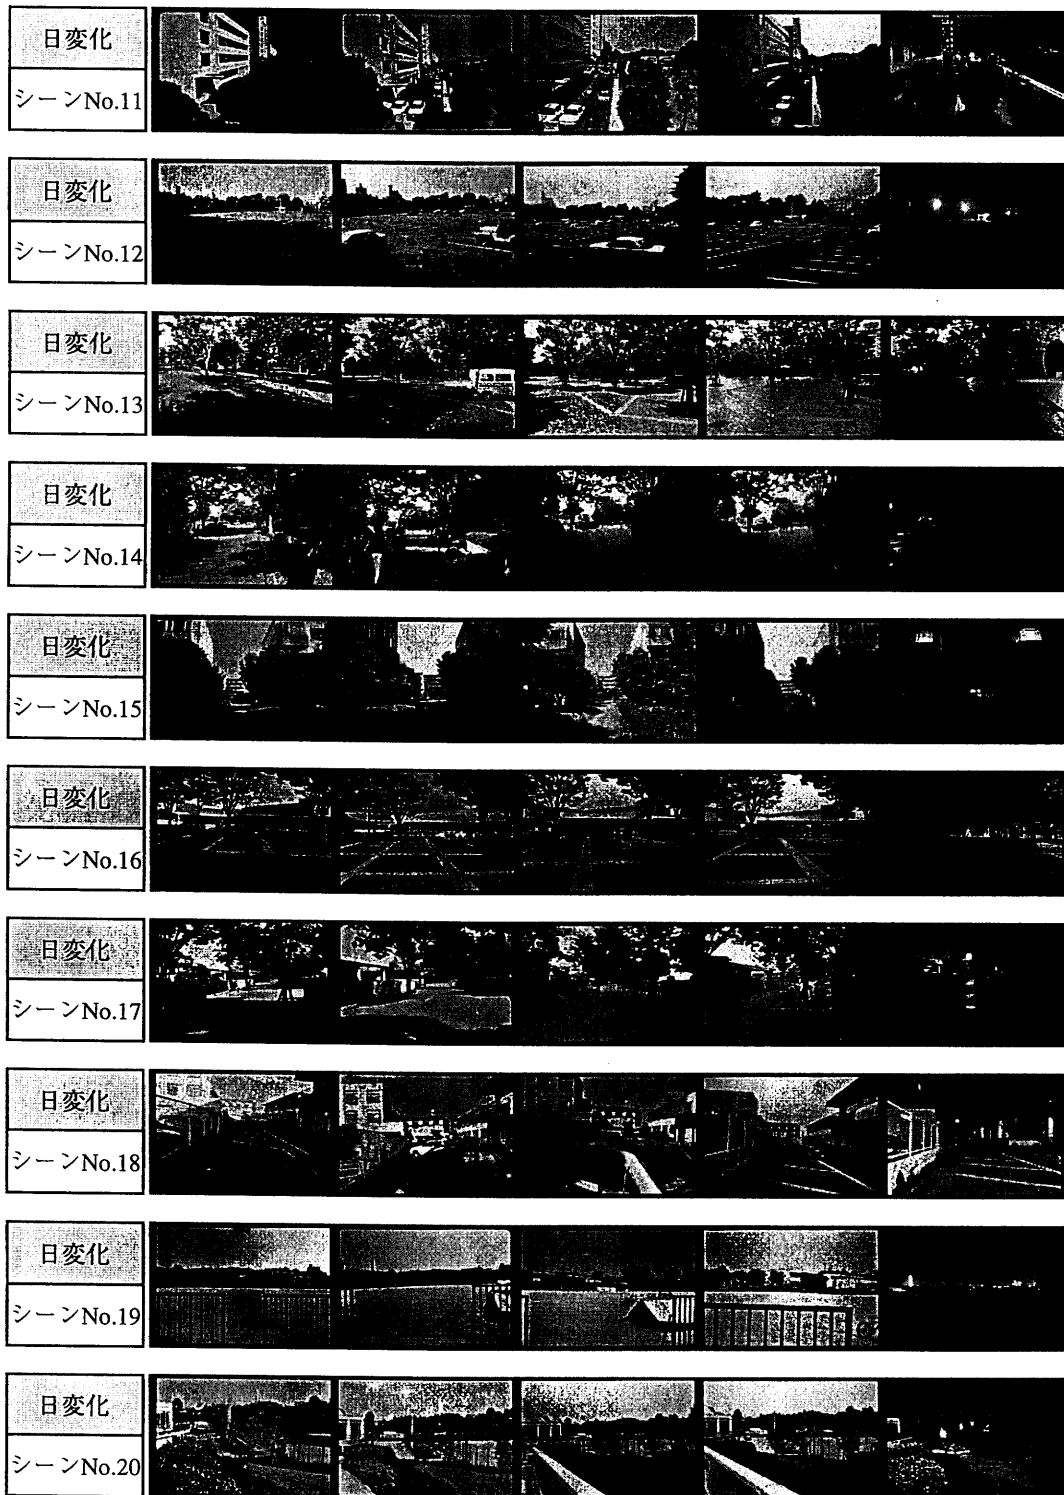 日変化
シーンNo.11
日変化
シーンNo.12
日変化
シーンNo.13
日変化
シーンNo.14
日変化
シーンNo.15
日変化
シーンNo.16
日変化
シーンNo.17
日変化
シーンNo.18
日変化
シーンNo.19
日変化
シーンNo.20